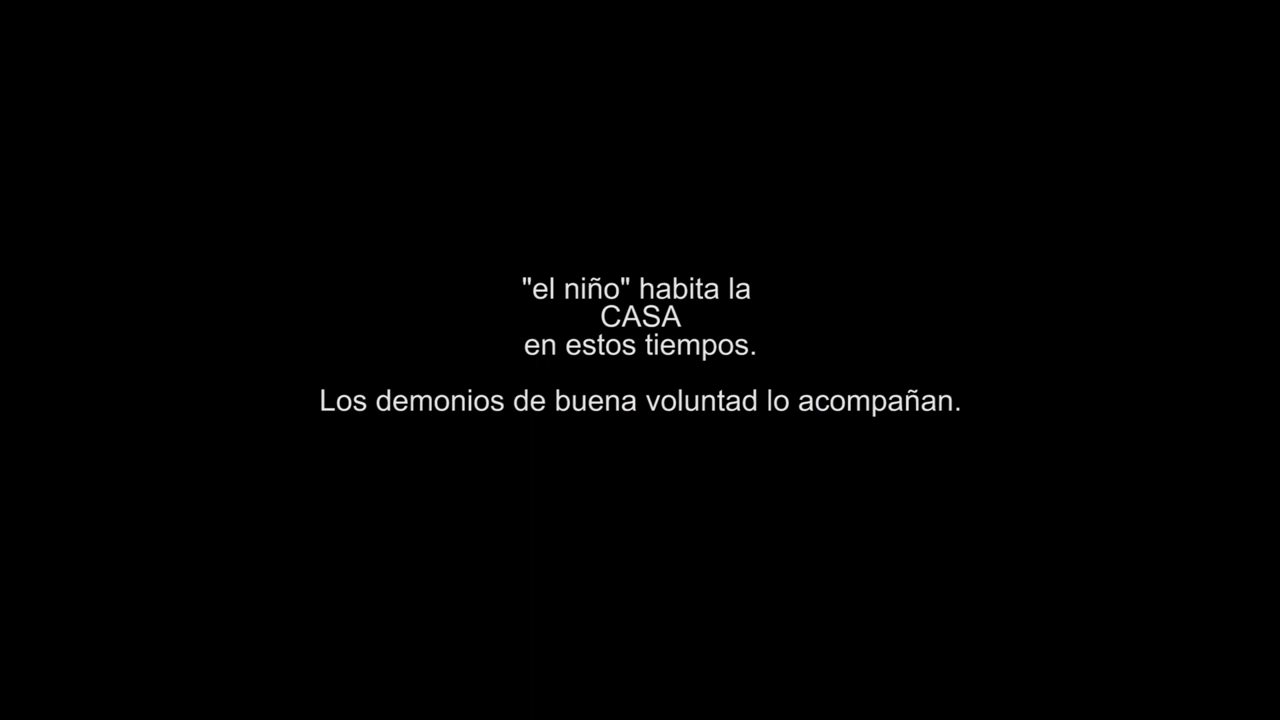 "el niño" habita la
CASA
en estos tiempos.
Los demonios de buena voluntad lo acompañan.